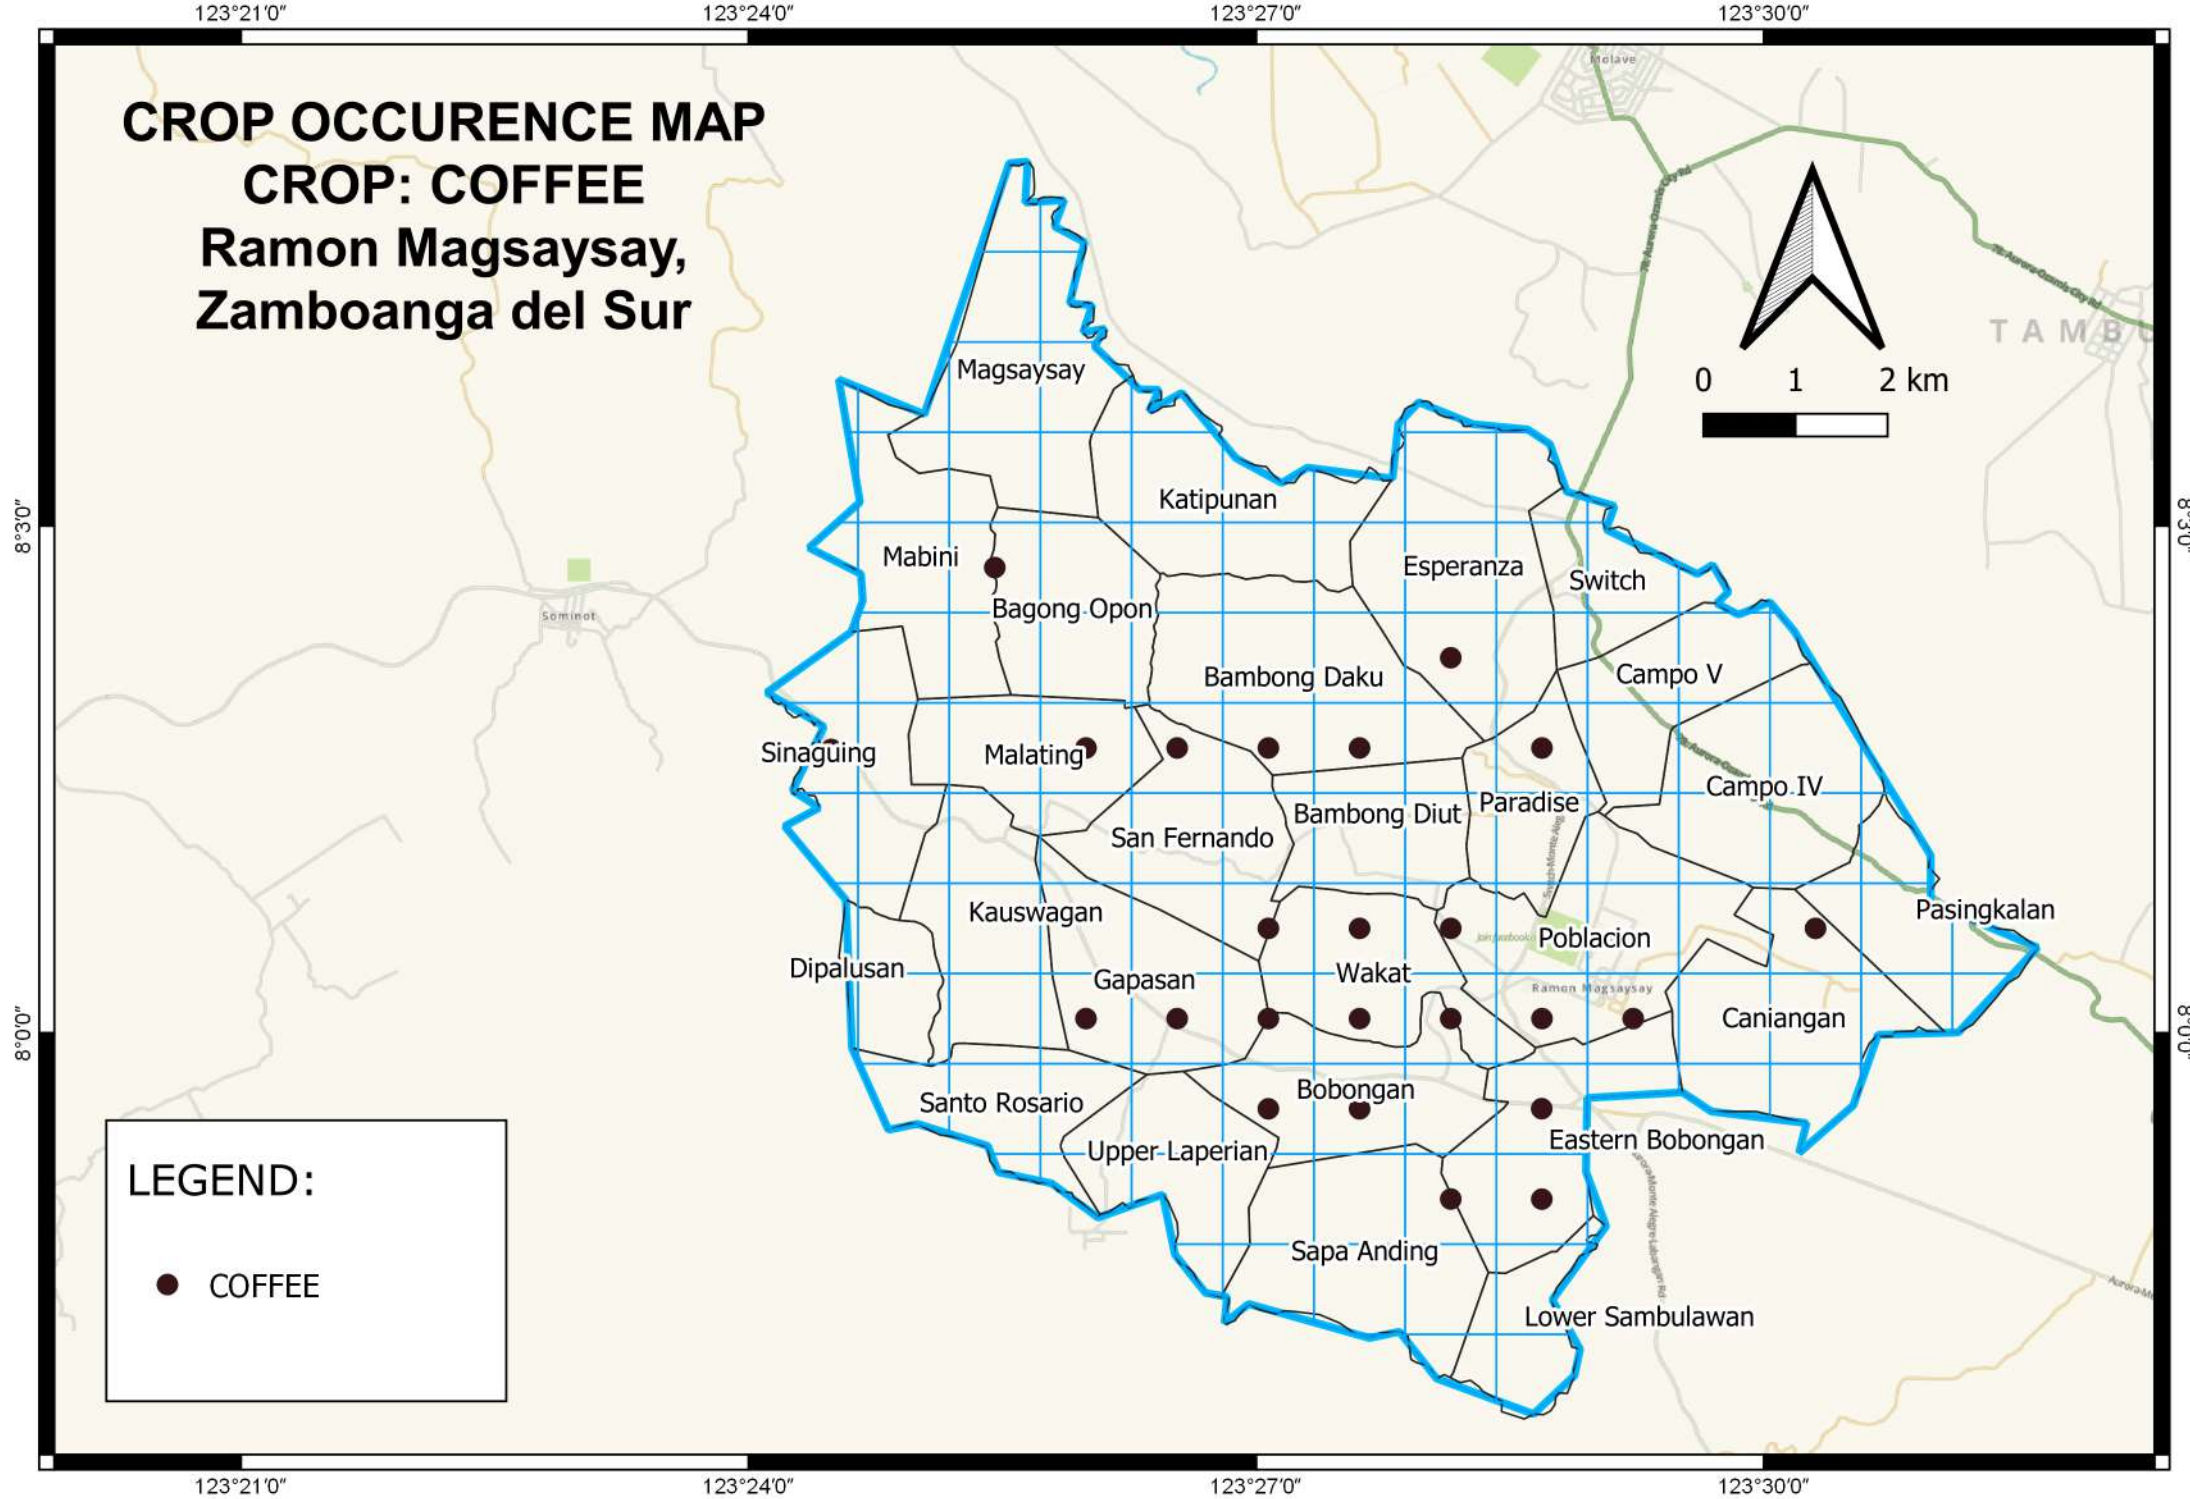 123°21'0" 123°24'0" 123°27'0" 123°30'0"
Molave
CROP OCCURENCE MAP
CROP: COFFEE
Ramon Magsaysay,
Zamboanga del Sur
TAMBU
0 1 2 km
Magsaysay
Katipunan
8°3'0"
8°3'0"
Mabini
Esperanza
Switch
Bagong Opon
Sominot
Bambong Daku
Campo V
Sinaguing
Malating
Campo IV
Paradise
Bambong Diut
San Fernando
Kauswagan
Pasingkalan
Poblacion
Dipalusan
Gapasan
Wakat
Ramon Magsaysay
Caniangan
8°0'0"
8°0'0"
Bobongan
Santo Rosario
Eastern Bobongan
Upper Laperian
LEGEND:
Sapa Anding
COFFEE
Lower Sambulawan
123°21'0" 123°24'0" 123°27'0" 123°30'0"